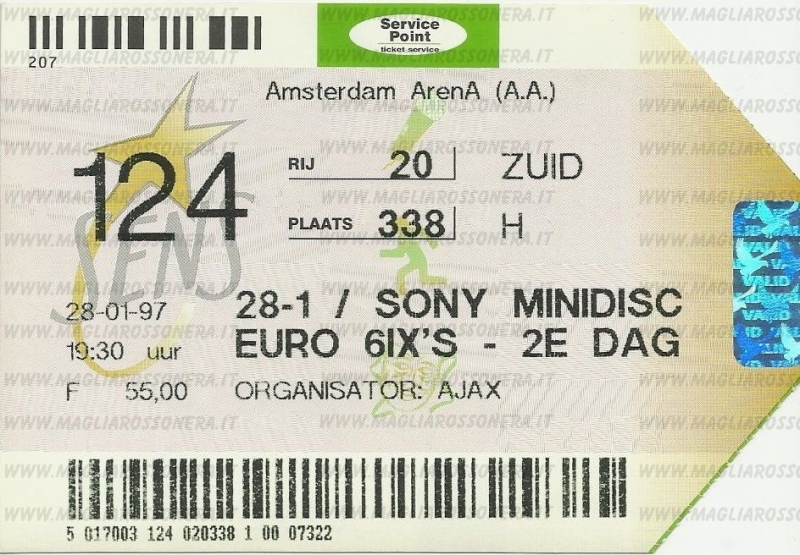 Service
Point
ticket service
207
Amsterdam ArenA (A.A.)
124
RIJ 20 ZUID
PLAATS 338 H
SENS
28-01-97
19:30 uur
28-1 / SONY MINIDISC
EURO 6IX'S - 2E DAG
F 55,00 ORGANISATOR: AJAX
5 017003 124 020338 1 00 07322
WWW.MAGLIAROSSONERA.IT